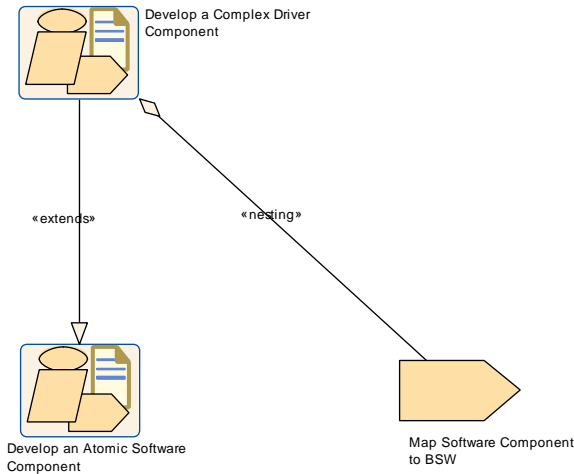 Develop a Complex Driver
Component
«extends»
«nesting»
Develop an Atomic Software
Component
Map Software Component
to BSW